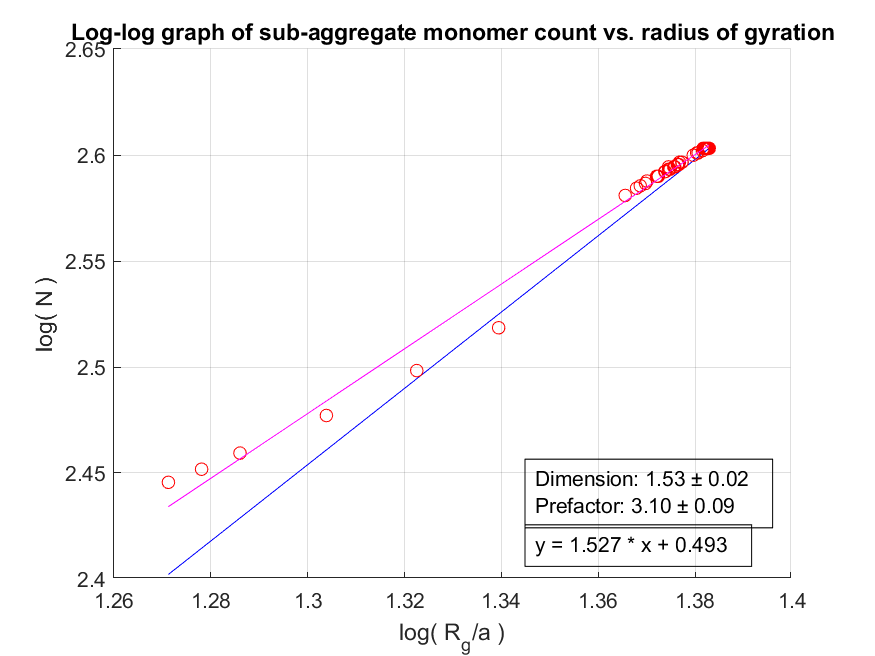 Log-log graph of sub-aggregate monomer count vs. radius of gyration
2.65
2.6
2.55
2.5
2.45
2.4
log( N )
Dimension: 1.53 ± 0.02
Prefactor: 3.10 ± 0.09
y = 1.527 * x + 0.493
1.26 1.28 1.3 1.32 1.34 1.36 1.38 1.4
log( Rg/a )